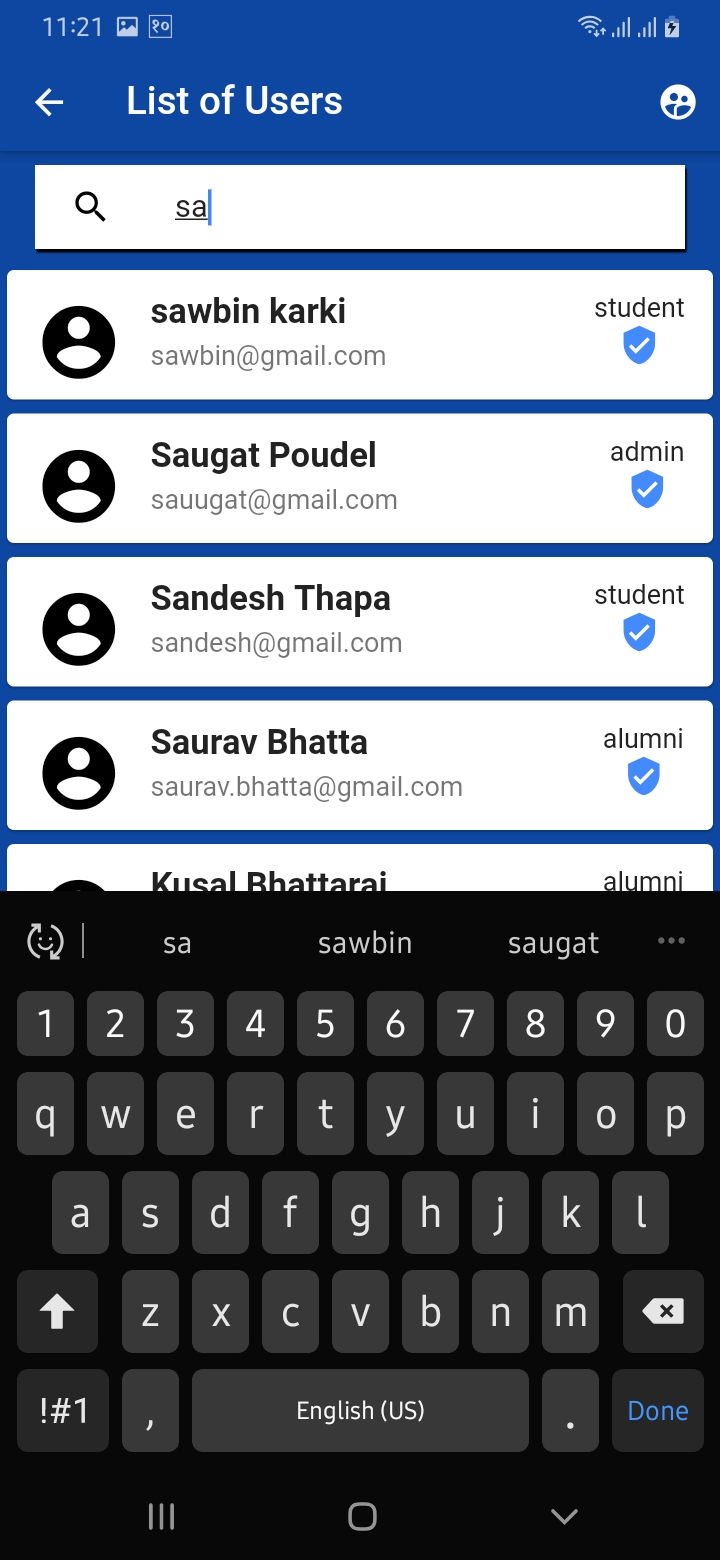 11:21 १०
List of Users
sa
sawbin karki
student
sawbin@gmail.com
Saugat Poudel
admin
sauugat@gmail.com
Sandesh Thapa
student
sandesh@gmail.com
Saurav Bhatta
alumni
saurav.bhatta@gmail.com
Kusal Bhattarai
alumni
sa sawbin saugat
1 2 3 4 5 6 7 8 9 0
q w e r t y u i o p
a s d f g h j k l
z x c v b n m
!#1 , English (US) . Done